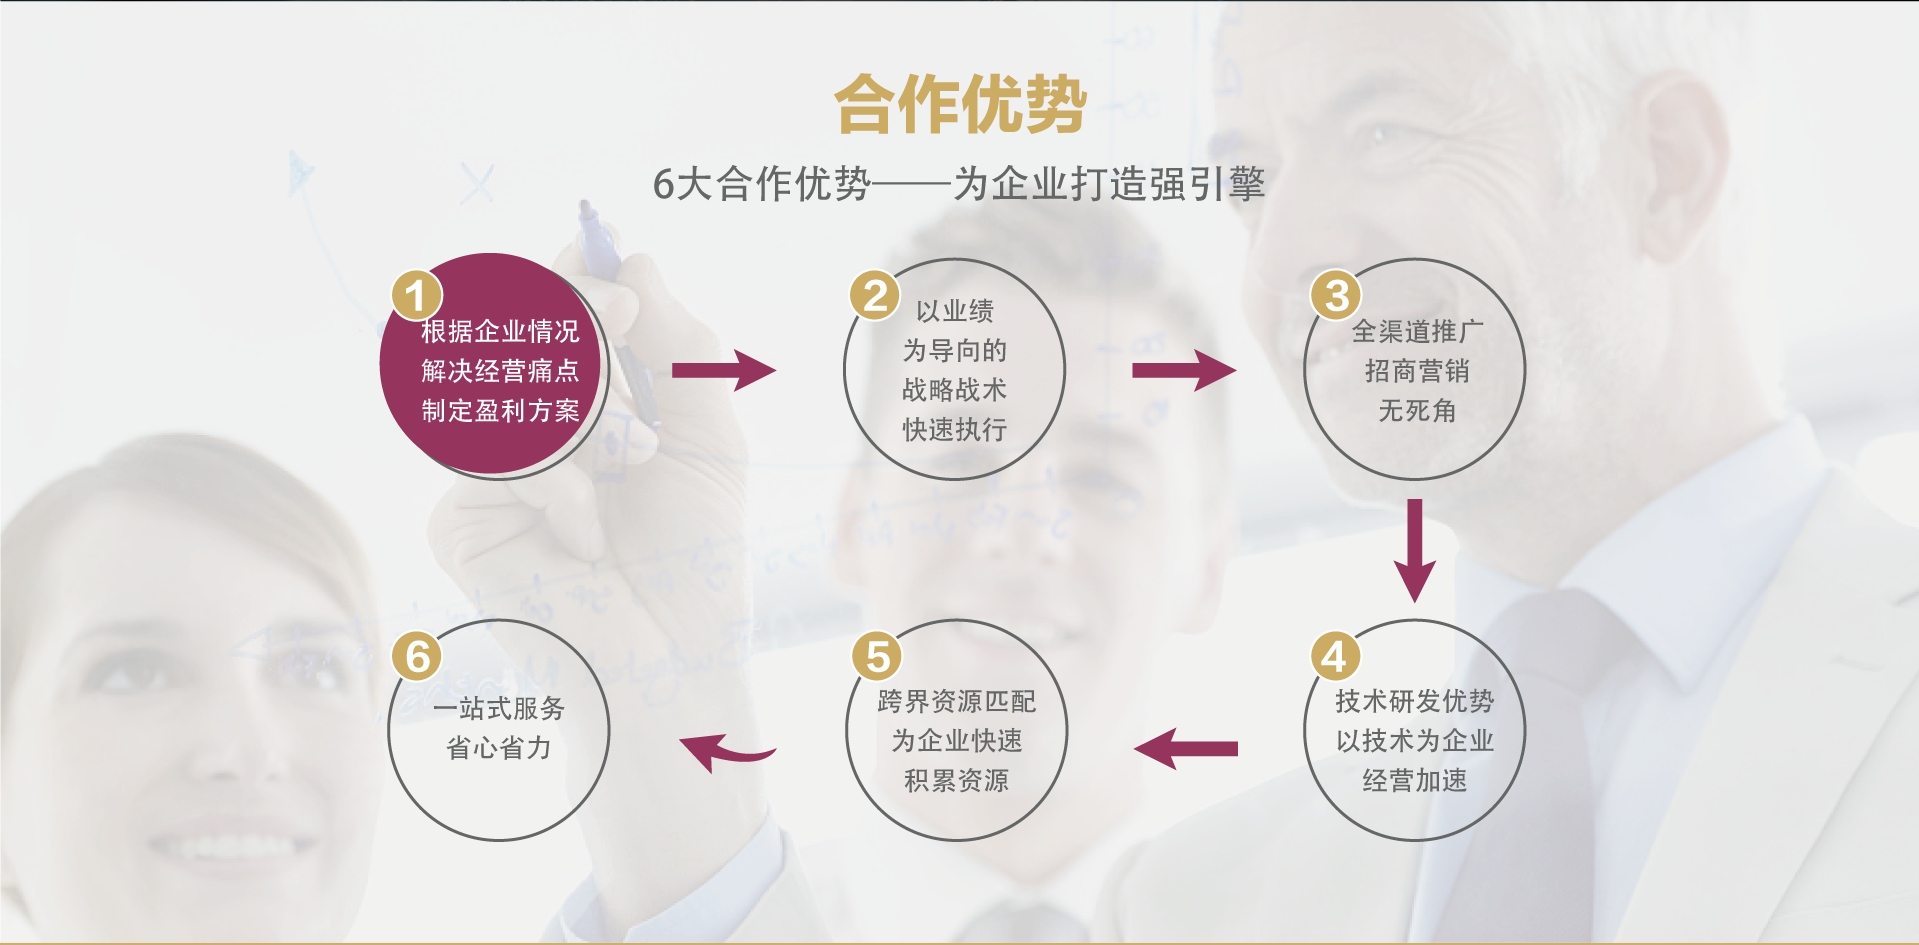 合作优势
6大合作优势——为企业打造强引擎
1
根据企业情况
解决经营痛点
制定盈利方案
2
以业绩
为导向的
战略战术
快速执行
3
全渠道推广
招商营销
无死角
4
技术研发优势
以技术为企业
经营加速
5
跨界资源匹配
为企业快速
积累资源
6
一站式服务
省心省力